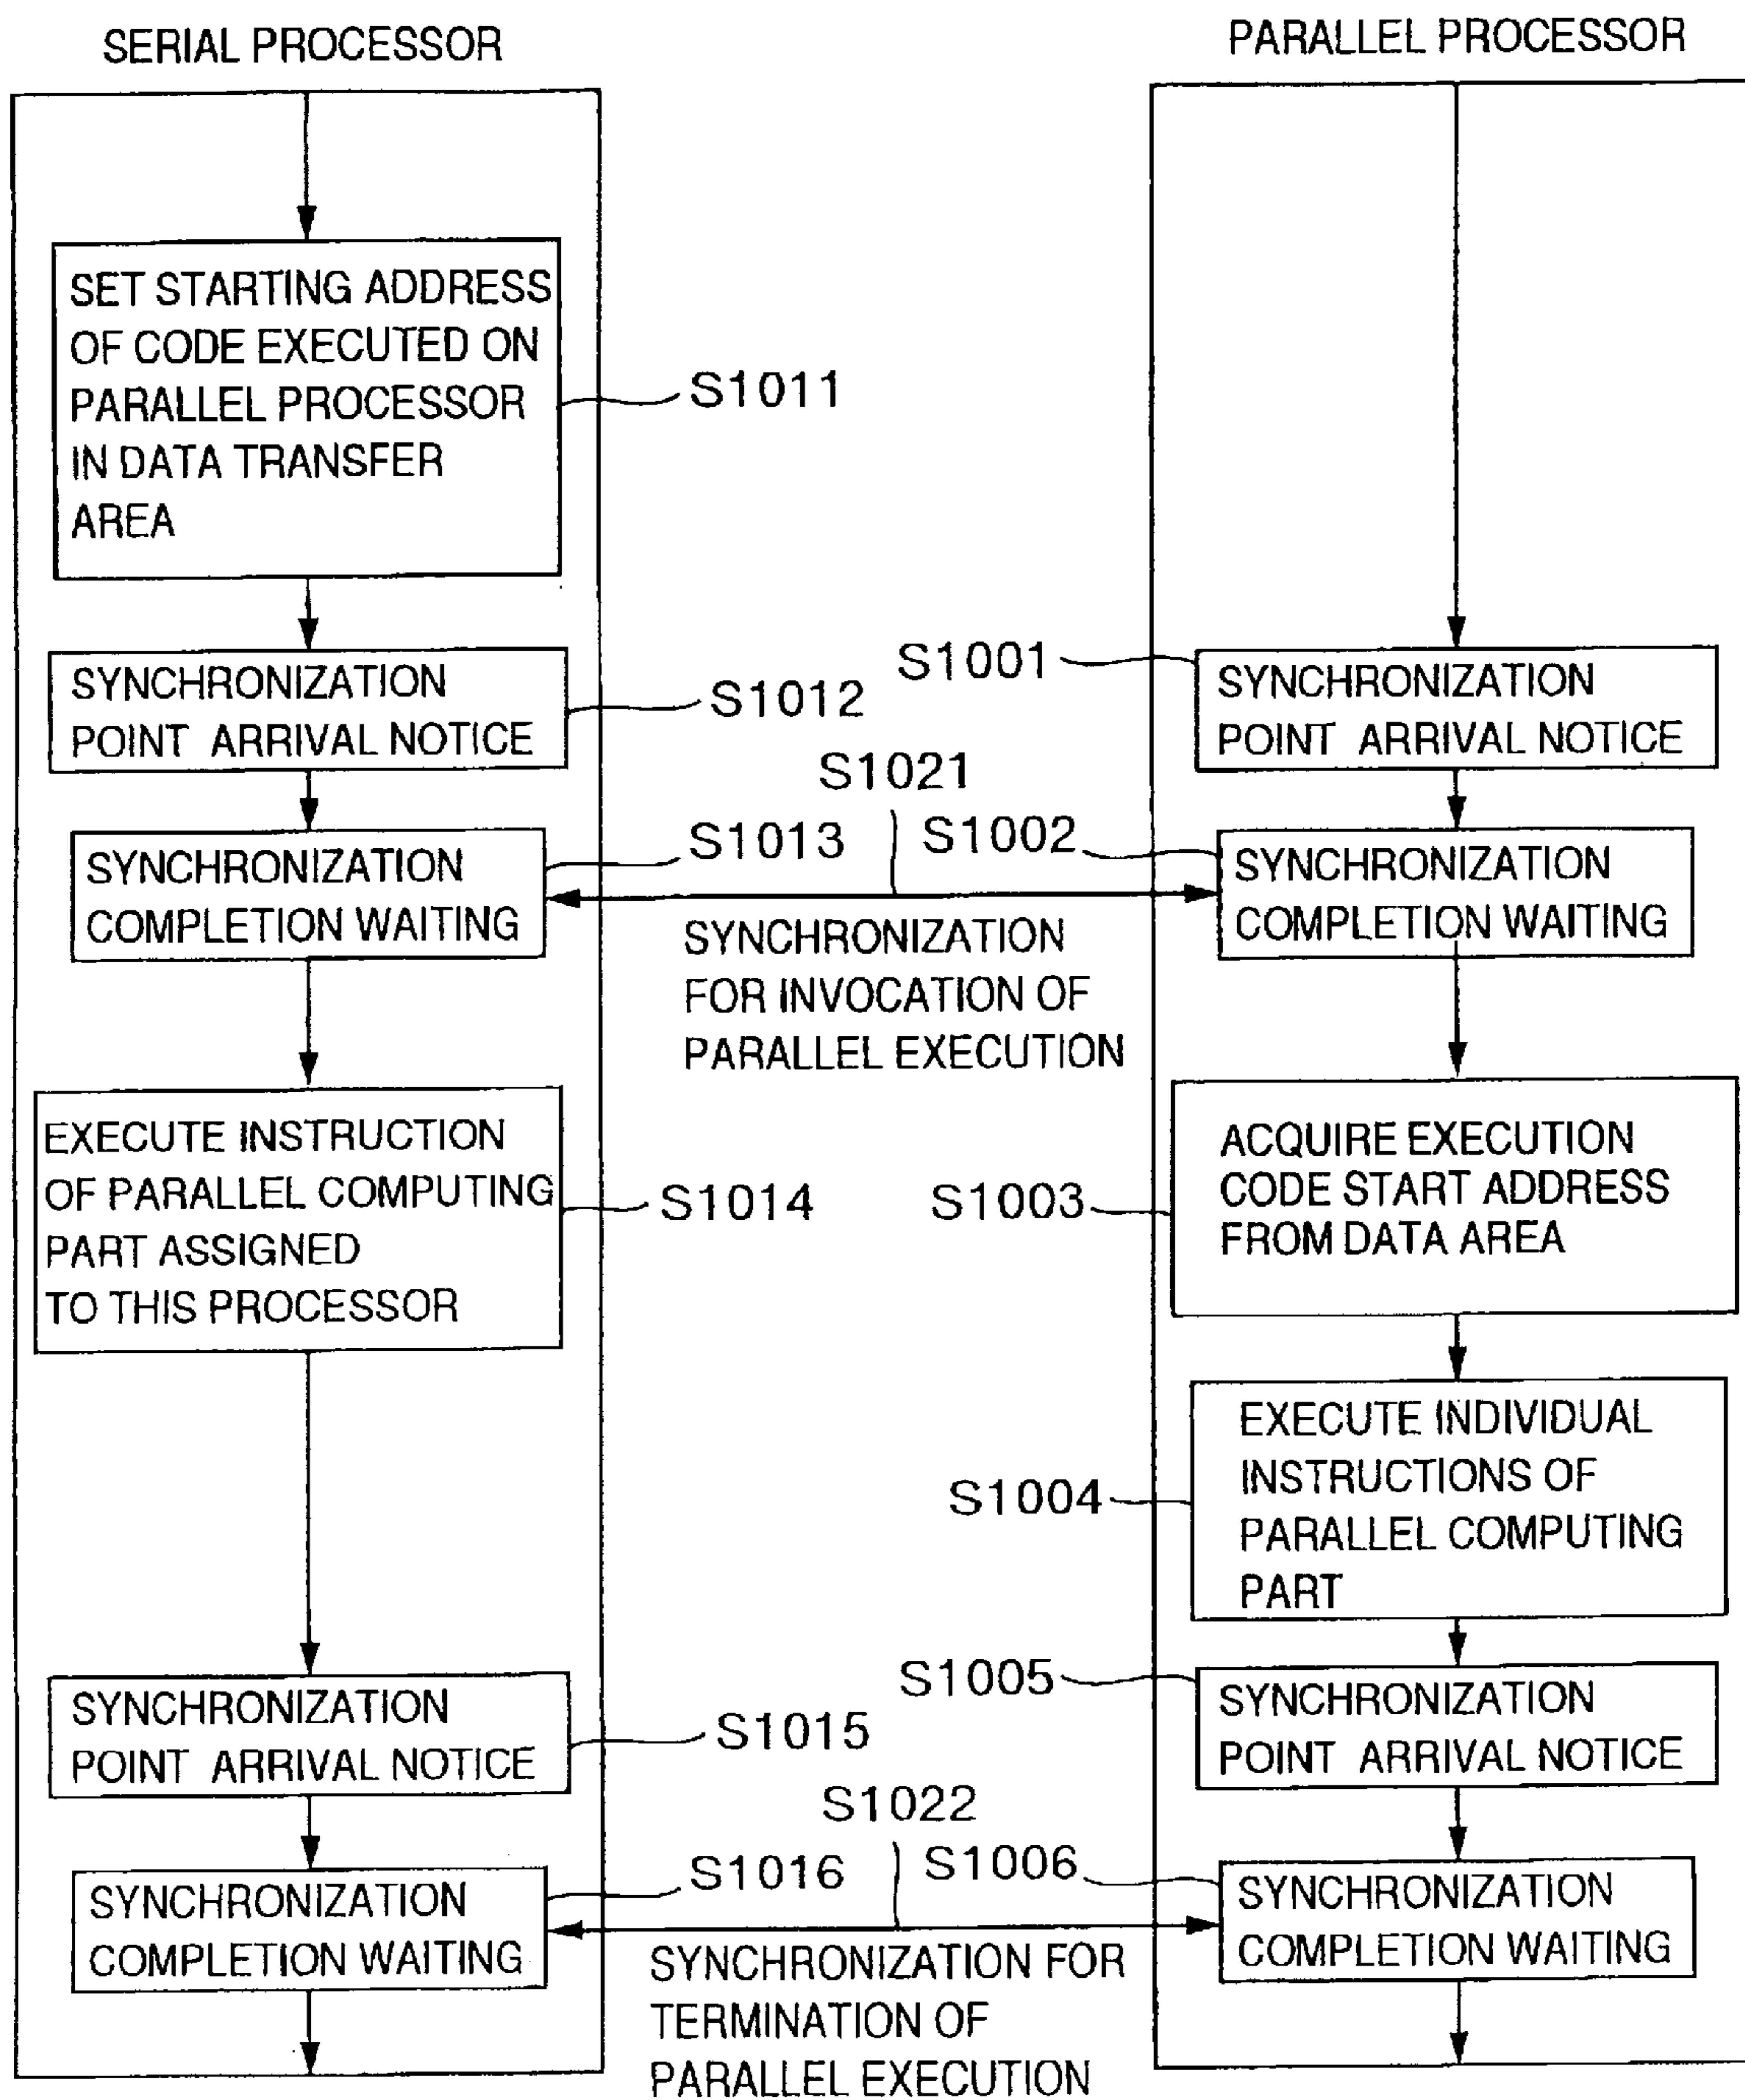 SERIAL PROCESSOR
SET STARTING ADDRESS
OF CODE EXECUTED ON
PARALLEL PROCESSOR
IN DATA TRANSFER
AREA
S1011
SYNCHRONIZATION
POINT ARRIVAL NOTICE
S1012
SYNCHRONIZATION
COMPLETION WAITING
S1013
EXECUTE INSTRUCTION
OF PARALLEL COMPUTING
PART ASSIGNED
TO THIS PROCESSOR
S1014
SYNCHRONIZATION
POINT ARRIVAL NOTICE
S1015
SYNCHRONIZATION
COMPLETION WAITING
S1016
S1021
SYNCHRONIZATION
FOR INVOCATION OF
PARALLEL EXECUTION
S1022
SYNCHRONIZATION FOR
TERMINATION OF
PARALLEL EXECUTION
PARALLEL PROCESSOR
S1001
SYNCHRONIZATION
POINT ARRIVAL NOTICE
S1002
SYNCHRONIZATION
COMPLETION WAITING
S1003
ACQUIRE EXECUTION
CODE START ADDRESS
FROM DATA AREA
S1004
EXECUTE INDIVIDUAL
INSTRUCTIONS OF
PARALLEL COMPUTING
PART
S1005
SYNCHRONIZATION
POINT ARRIVAL NOTICE
S1006
SYNCHRONIZATION
COMPLETION WAITING